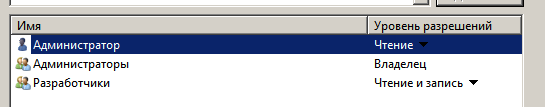 Имя Уровень разрешений
Администратор Чтение
Администраторы Владелец
Разработчики Чтение и запись